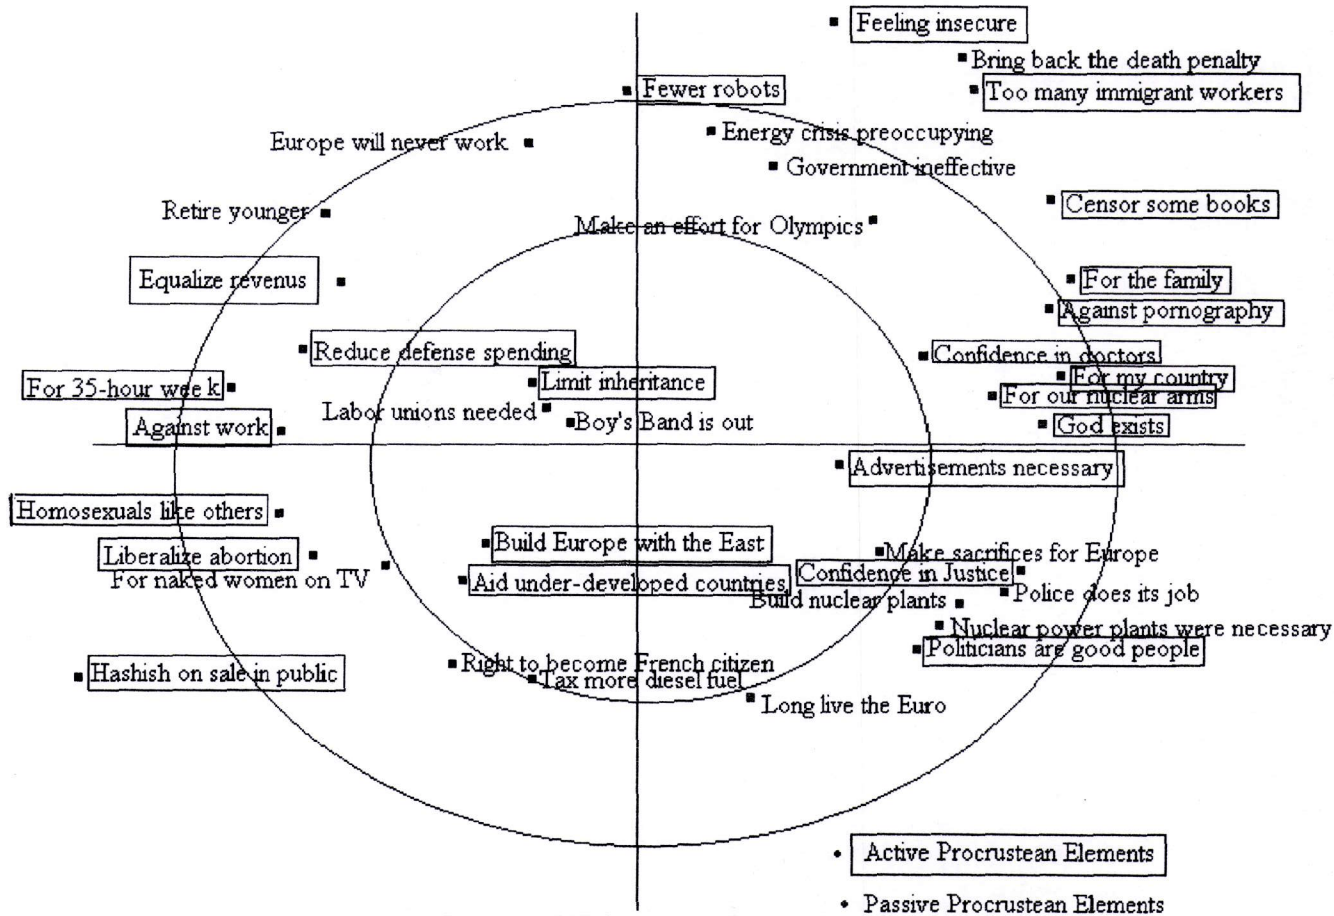 Feeling insecure
Bring back the death penalty
Fewer robots
Too many immigrant workers
Europe will never work
Energy crisis preoccupying
Government ineffective
Retire younger
Make an effort for Olympics
Censor some books
Equalize revenus
For the family
Against pornography
Reduce defense spending
Confidence in doctors
For 35-hour wee k
Limit inheritance
For my country
Labor unions needed
For our nuclear arms
Against work
Boy's Band is out
God exists
Advertisements necessary
Homosexuals like others
Build Europe with the East
Liberalize abortion
Make sacrifices for Europe
For naked women on TV
Aid under-developed countries
Confidence in Justice
Build nuclear plants
Police does its job
Nuclear power plants were necessary
Politicians are good people
Hashish on sale in public
Right to become French citizen
Tax more diesel fuel
Long live the Euro
Active Procrustean Elements
Passive Procrustean Elements